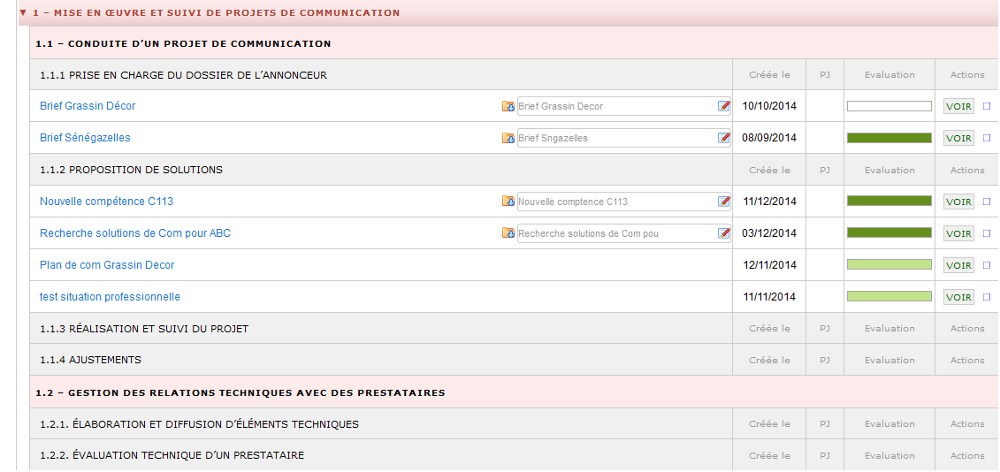 ▼ 1 – MISE EN ŒUVRE ET SUIVI DE PROJETS DE COMMUNICATION
1.1 – CONDUITE D’UN PROJET DE COMMUNICATION
1.1.1 PRISE EN CHARGE DU DOSSIER DE L’ANNONCEUR Créée le PJ Evaluation Actions
Brief Grassin Décor Brief Grassin Decor 10/10/2014 VOIR
Brief Sénégazelles Brief Sngazelles 08/09/2014 VOIR
1.1.2 PROPOSITION DE SOLUTIONS Créée le PJ Evaluation Actions
Nouvelle compétence C113 Nouvelle comptence C113 11/12/2014 VOIR
Recherche solutions de Com pour ABC Recherche solutions de Com pou 03/12/2014 VOIR
Plan de com Grassin Decor 12/11/2014 VOIR
test situation professionnelle 11/11/2014 VOIR
1.1.3 RÉALISATION ET SUIVI DU PROJET Créée le PJ Evaluation Actions
1.1.4 AJUSTEMENTS Créée le PJ Evaluation Actions
1.2 – GESTION DES RELATIONS TECHNIQUES AVEC DES PRESTATAIRES
1.2.1. ÉLABORATION ET DIFFUSION D’ÉLÉMENTS TECHNIQUES Créée le PJ Evaluation Actions
1.2.2. ÉVALUATION TECHNIQUE D’UN PRESTATAIRE Créée le PJ Evaluation Actions